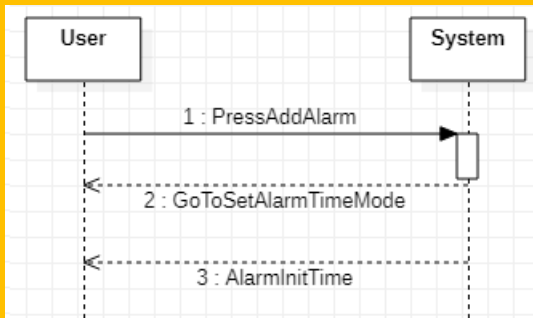 User
System
1 : PressAddAlarm
2 : GoToSetAlarmTimeMode
3 : AlarmInitTime